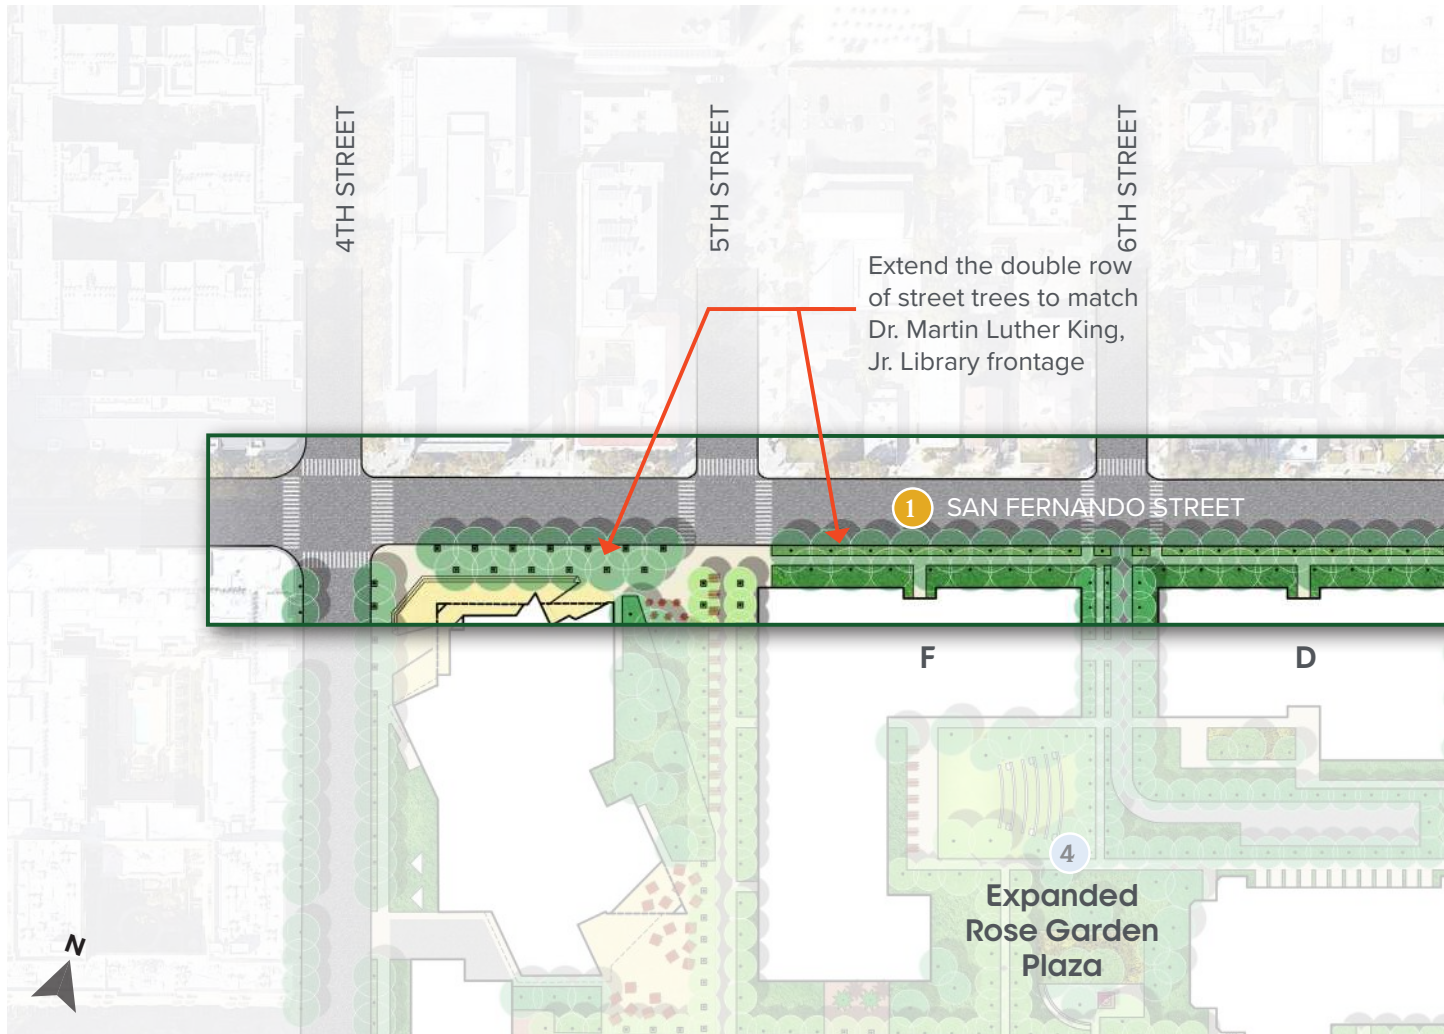 4TH STREET
5TH STREET
6TH STREET
Extend the double row
of street trees to match
Dr. Martin Luther King,
Jr. Library frontage
1 SAN FERNANDO STREET
F
D
4
Expanded
Rose Garden
Plaza
N